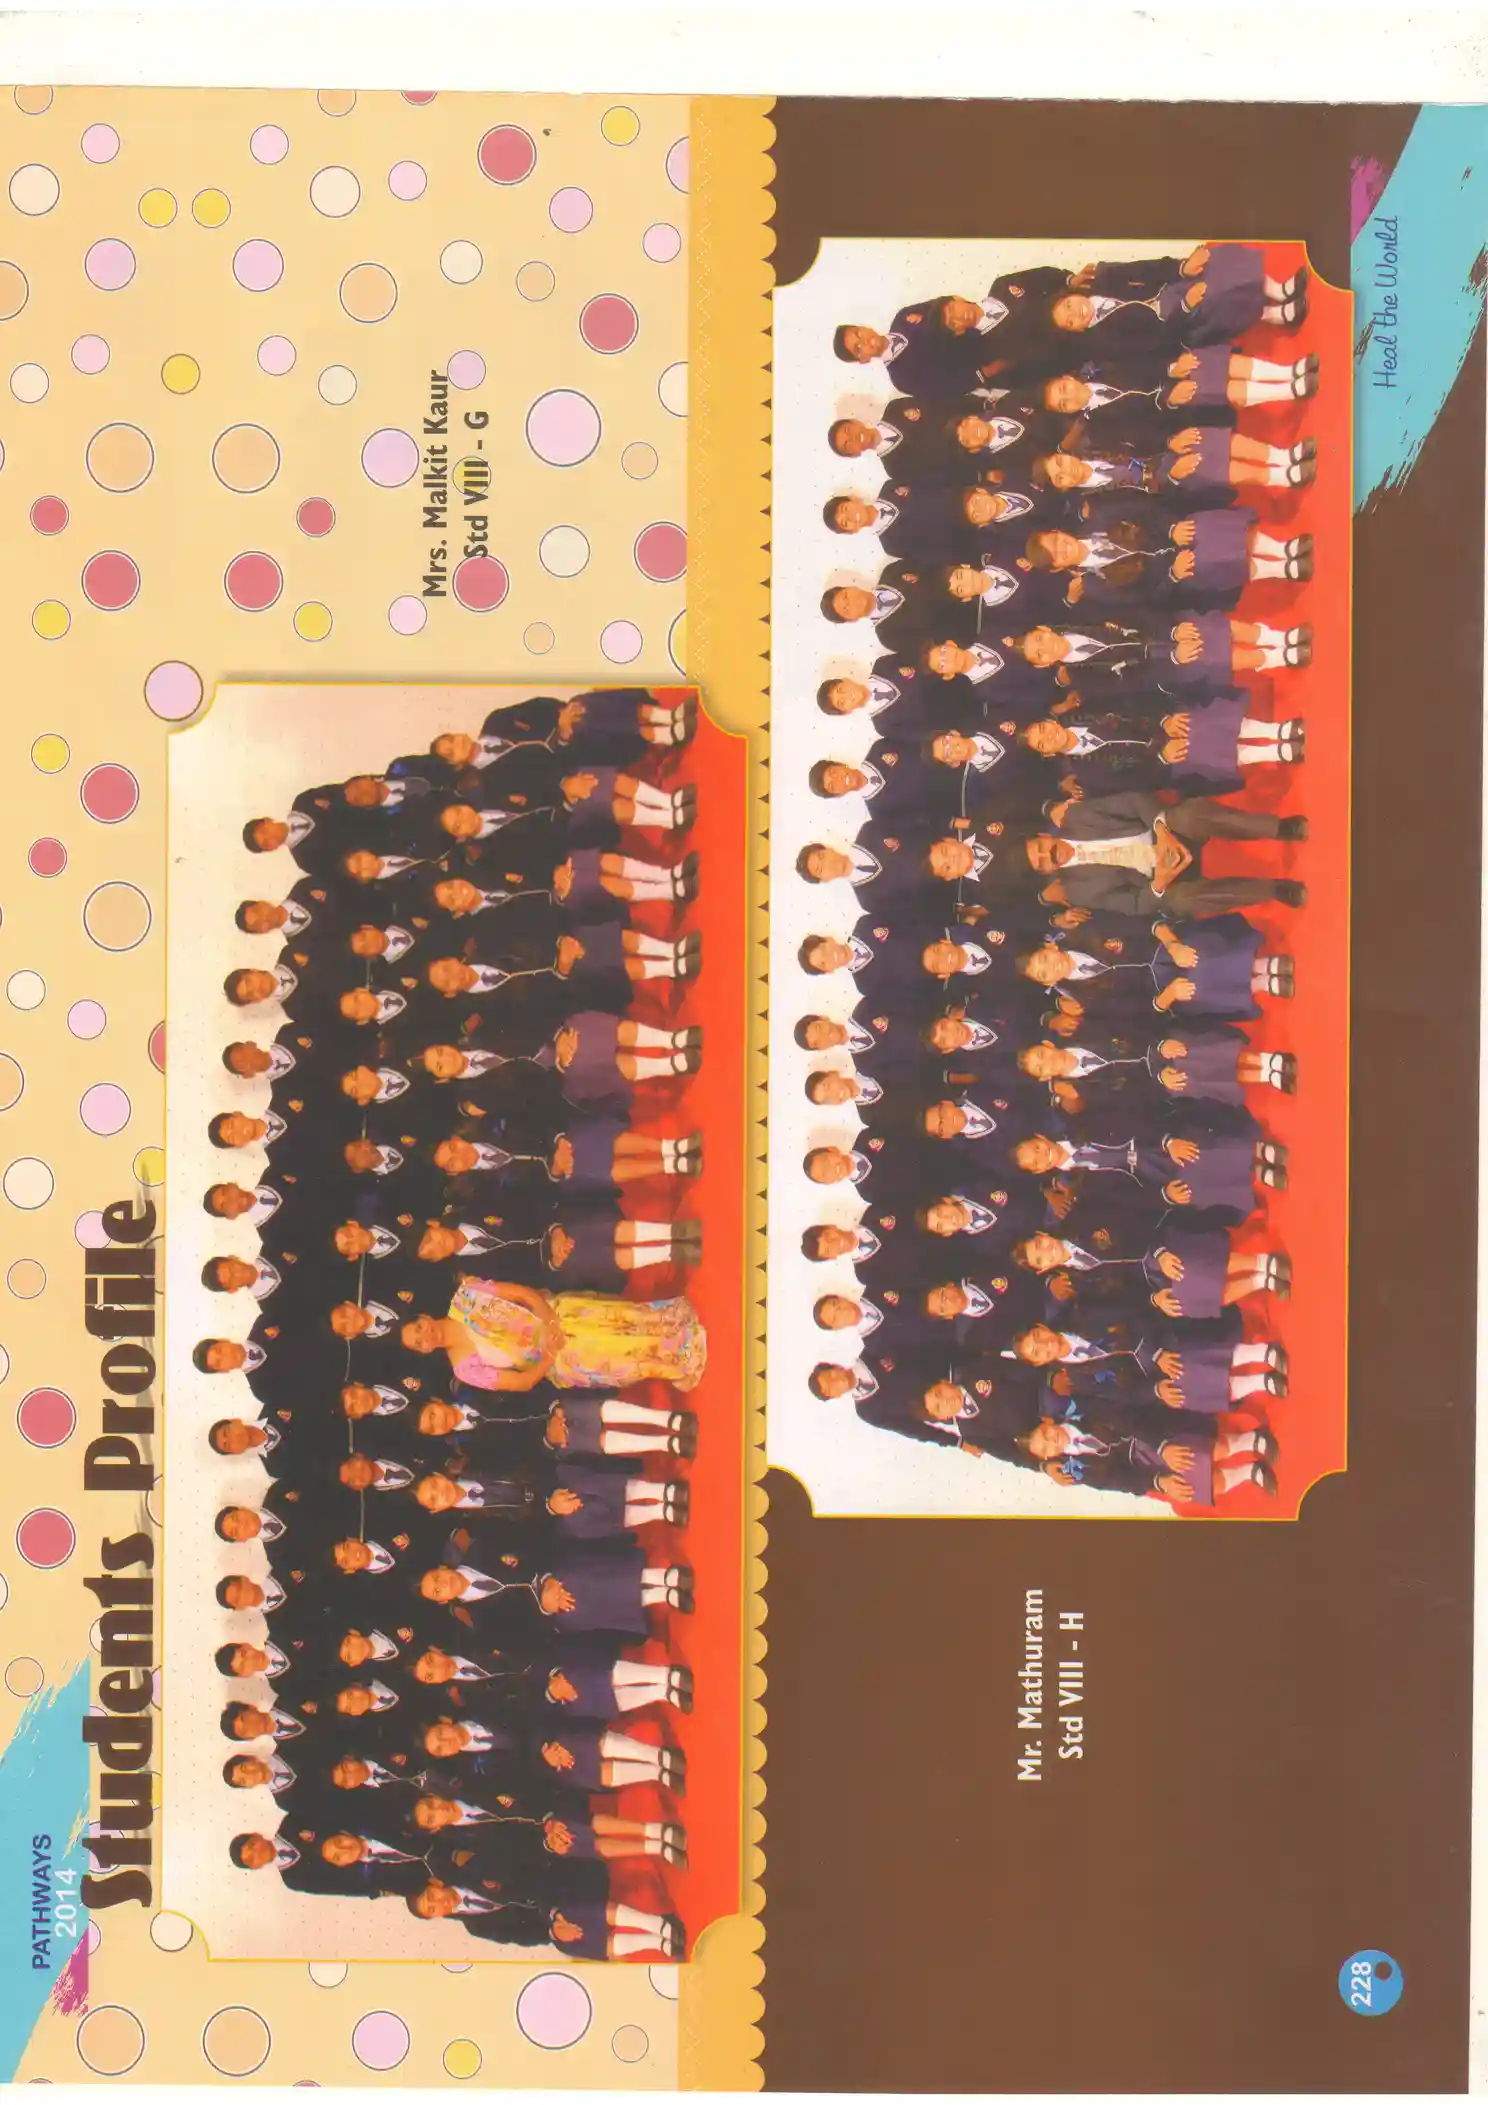 PATHWAYS
2014
Students Profile
Mrs. Malkit Kaur
Std VIII - G
Mr. Mathuram
Std VIII - H
228
Heal the World